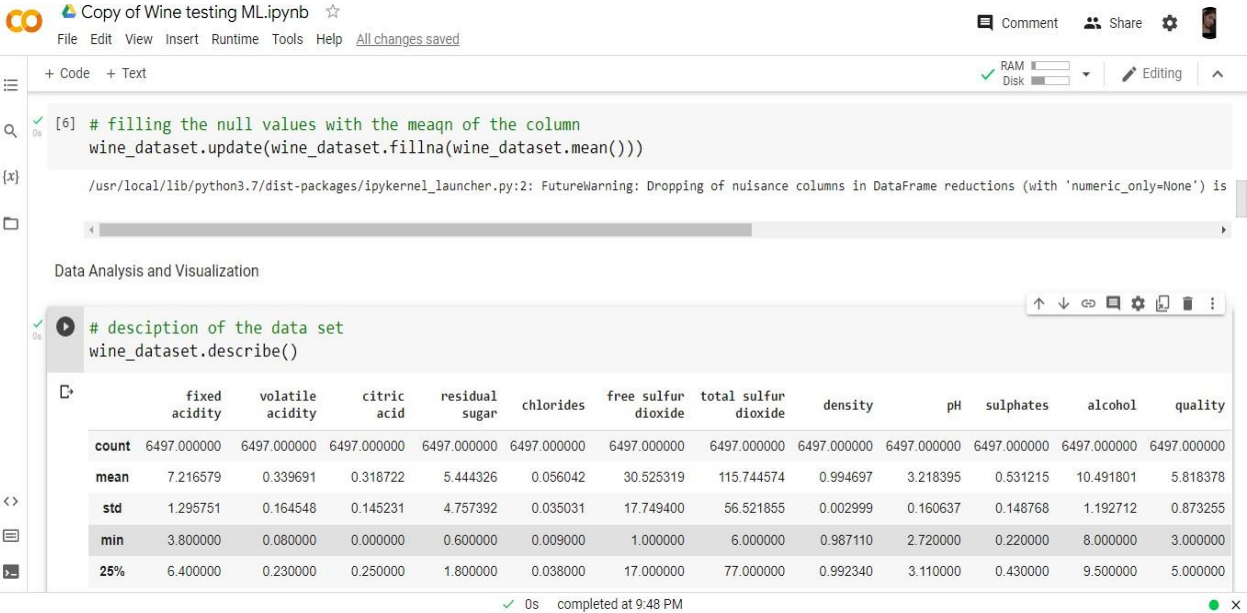 CO Copy of Wine testing ML.ipynb
File Edit View Insert Runtime Tools Help All changes saved
Comment Share
+ Code + Text
RAM
Disk
Editing
[6] # filling the null values with the meaqn of the column
0s wine_dataset.update(wine_dataset.fillna(wine_dataset.mean()))
{x}
/usr/local/lib/python3.7/dist-packages/ipykernel_launcher.py:2: FutureWarning: Dropping of nuisance columns in DataFrame reductions (with 'numeric_only=None') is
Data Analysis and Visualization
# desciption of the data set
0s wine_dataset.describe()
fixed acidity volatile acidity citric acid residual sugar chlorides free sulfur dioxide total sulfur dioxide density pH sulphates alcohol quality
count 6497.000000 6497.000000 6497.000000 6497.000000 6497.000000 6497.000000 6497.000000 6497.000000 6497.000000 6497.000000 6497.000000 6497.000000
mean 7.216579 0.339691 0.318722 5.444326 0.056042 30.525319 115.744574 0.994697 3.218395 0.531215 10.491801 5.818378
std 1.295751 0.164548 0.145231 4.757392 0.035031 17.749400 56.521855 0.002999 0.160637 0.148768 1.192712 0.873255
min 3.800000 0.080000 0.000000 0.600000 0.009000 1.000000 6.000000 0.987110 2.720000 0.220000 8.000000 3.000000
25% 6.400000 0.230000 0.250000 1.800000 0.038000 17.000000 77.000000 0.992340 3.110000 0.430000 9.500000 5.000000
0s completed at 9:48 PM